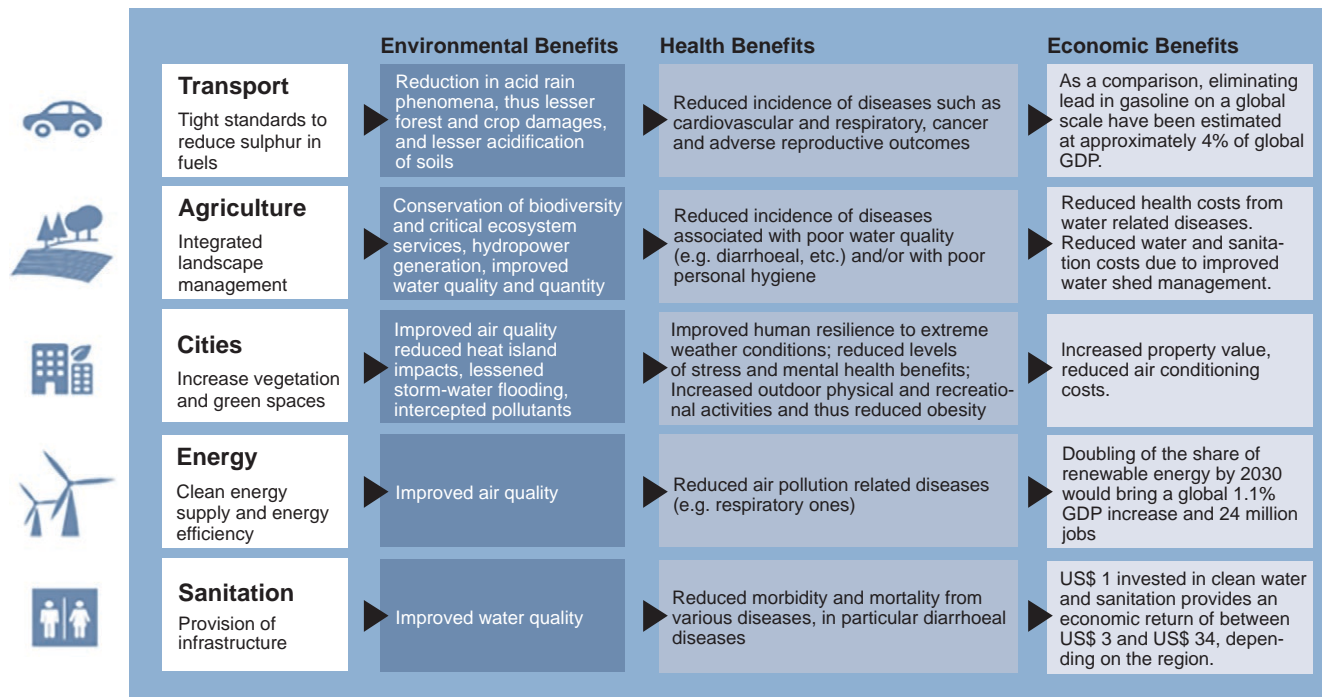 Environmental Benefits
Health Benefits
Economic Benefits
Transport
Tight standards to
reduce sulphur in
fuels
Reduction in acid rain
phenomena, thus lesser
forest and crop damages,
and lesser acidification
of soils
Reduced incidence of diseases such as
cardiovascular and respiratory, cancer
and adverse reproductive outcomes
As a comparison, eliminating
lead in gasoline on a global
scale have been estimated
at approximately 4% of global
GDP.
Agriculture
Integrated
landscape
management
Conservation of biodiversity
and critical ecosystem
services, hydropower
generation, improved
water quality and quantity
Reduced incidence of diseases
associated with poor water quality
(e.g. diarrhoeal, etc.) and/or with poor
personal hygiene
Reduced health costs from
water related diseases.
Reduced water and sanita-
tion costs due to improved
water shed management.
Cities
Increase vegetation
and green spaces
Improved air quality
reduced heat island
impacts, lessened
storm-water flooding,
intercepted pollutants
Improved human resilience to extreme
weather conditions; reduced levels
of stress and mental health benefits;
Increased outdoor physical and recreatio-
nal activities and thus reduced obesity
Increased property value,
reduced air conditioning
costs.
Energy
Clean energy
supply and energy
efficiency
Improved air quality
Reduced air pollution related diseases
(e.g. respiratory ones)
Doubling of the share of
renewable energy by 2030
would bring a global 1.1%
GDP increase and 24 million
jobs
Sanitation
Provision of
infrastructure
Improved water quality
Reduced morbidity and mortality from
various diseases, in particular diarrhoeal
diseases
US$ 1 invested in clean water
and sanitation provides an
economic return of between
US$ 3 and US$ 34, depen-
ding on the region.